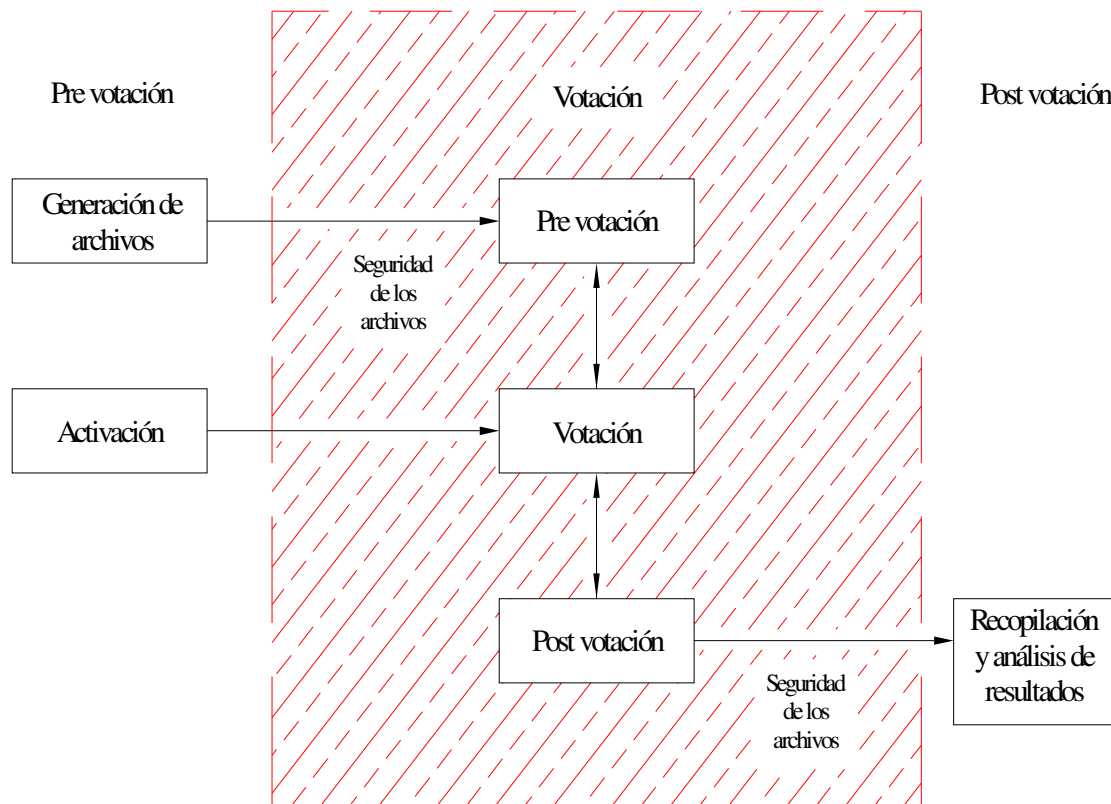 Pre votación
Votación
Post votación
Generación de
archivos
Pre votación
Seguridad
de los
archivos
Activación
Votación
Post votación
Recopilación
y análisis de
resultados
Seguridad
de los
archivos